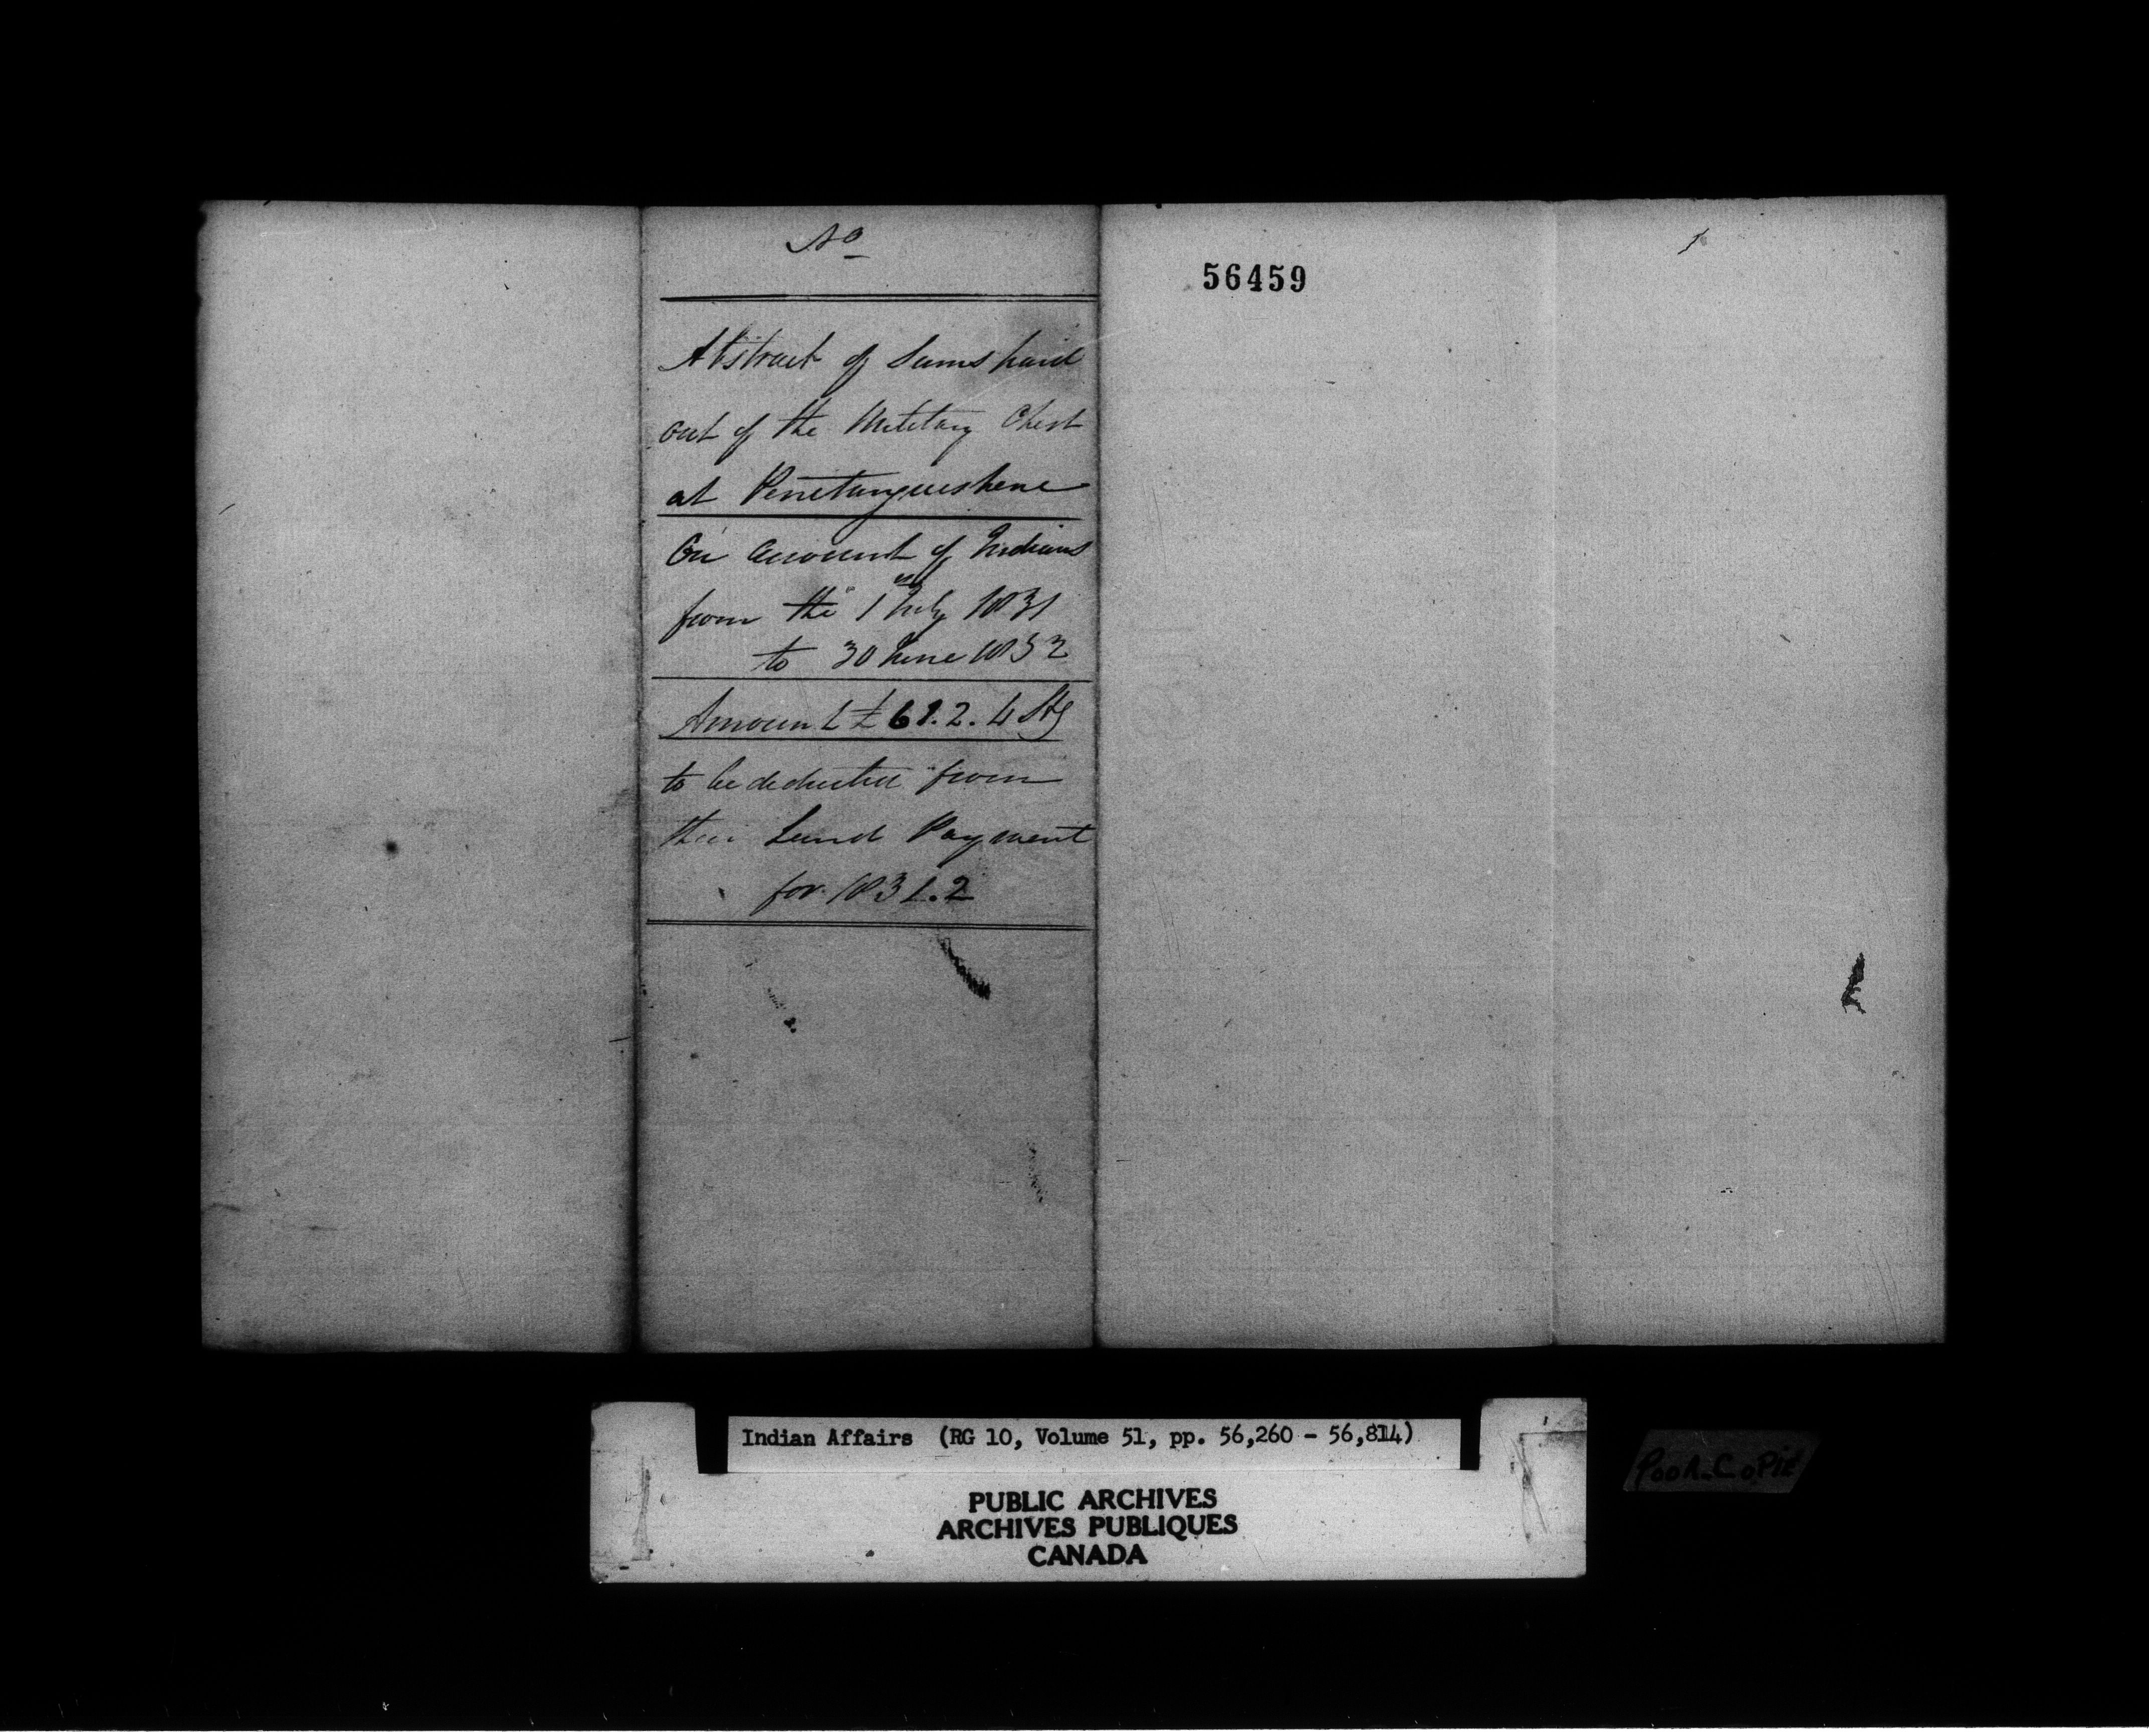 No
Abstract of Sums paid
out of the Military Chest
at Penetanguishene
On account of Indians
from the 1st July 1831
to 30 June 1832
Amount £61.2.4 Stg
to be deducted from
their Land Payment
for 1831.2
56459
1
Indian Affairs (RG 10, Volume 51, pp. 56,260 - 56,814)
PUBLIC ARCHIVES
ARCHIVES PUBLIQUES
CANADA
POOR COPIE